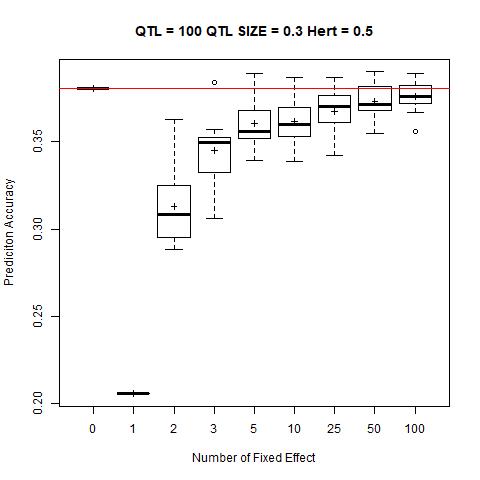 QTL = 100 QTL SIZE = 0.3 Hert = 0.5
Prediciton Accuracy
0.35
0.30
0.25
0.20
0 1 2 3 5 10 25 50 100
Number of Fixed Effect